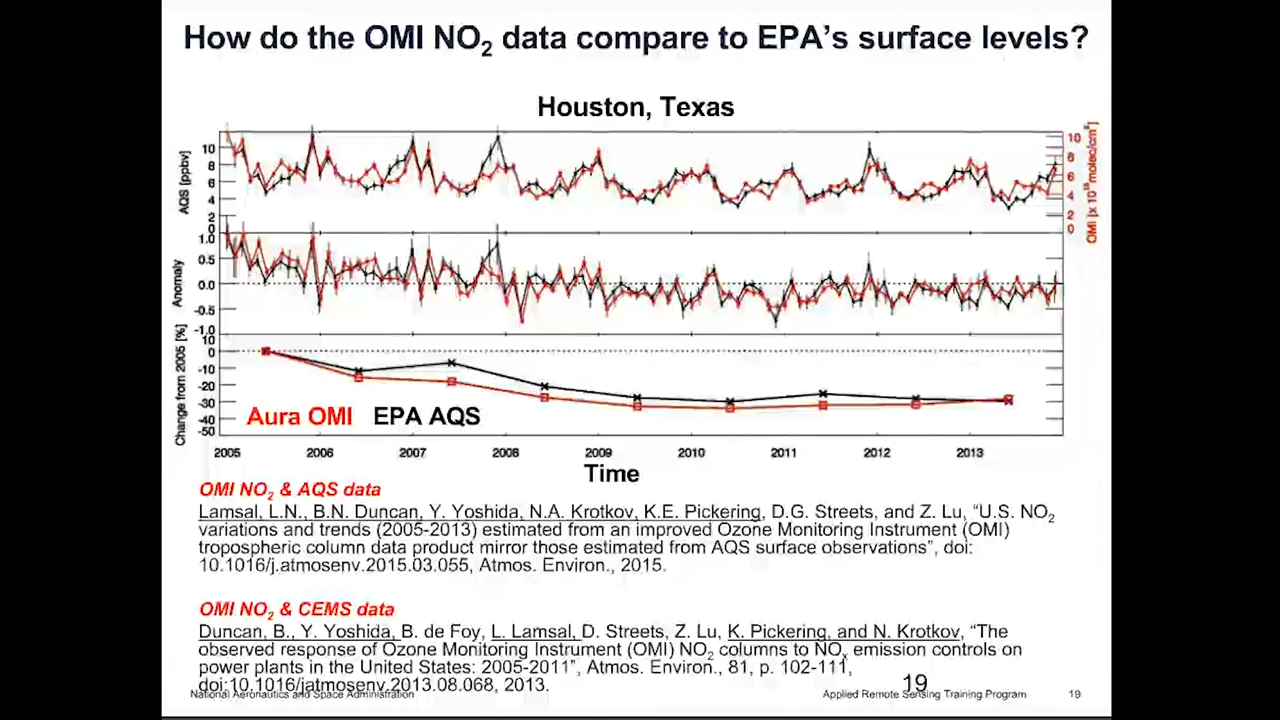 How do the OMI NO2 data compare to EPA's surface levels?
Houston, Texas
AQS [ppbv]
10
8
6
4
2
0
10
8
6
4
2
0
OMI [x 10^15 molec/cm^2]
Anomaly
1.0
0.5
0.0
-0.5
-1.0
Change from 2005 [%]
10
0
-10
-20
-30
-40
-50
Aura OMI EPA AQS
2005 2006 2007 2008 2009 2010 2011 2012 2013
Time
OMI NO2 & AQS data
Lamsal, L.N., B.N. Duncan, Y. Yoshida, N.A. Krotkov, K.E. Pickering, D.G. Streets, and Z. Lu, "U.S. NO2
variations and trends (2005-2013) estimated from an improved Ozone Monitoring Instrument (OMI)
tropospheric column data product mirror those estimated from AQS surface observations", doi:
10.1016/j.atmosenv.2015.03.055, Atmos. Environ., 2015.
OMI NO2 & CEMS data
Duncan, B., Y. Yoshida, B. de Foy, L. Lamsal, D. Streets, Z. Lu, K. Pickering, and N. Krotkov, "The
observed response of Ozone Monitoring Instrument (OMI) NO2 columns to NOx emission controls on
power plants in the United States: 2005-2011", Atmos. Environ., 81, p. 102-111,
doi:10.1016/jatmosenv.2013.08.068, 2013.
19
National Aeronautics and Space Administration
Applied Remote Sensing Training Program
19